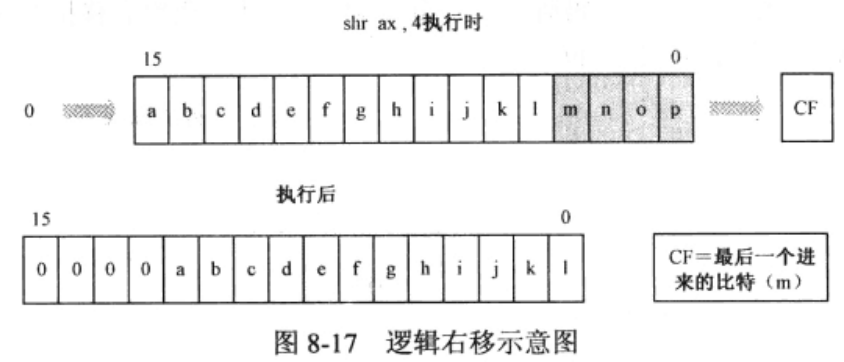 shr ax , 4执行时
15 0
0 a b c d e f g h i j k l m n o p CF
执行后
15 0
0 0 0 0 a b c d e f g h i j k l
CF=最后一个进
来的比特（m）
图 8-17 逻辑右移示意图